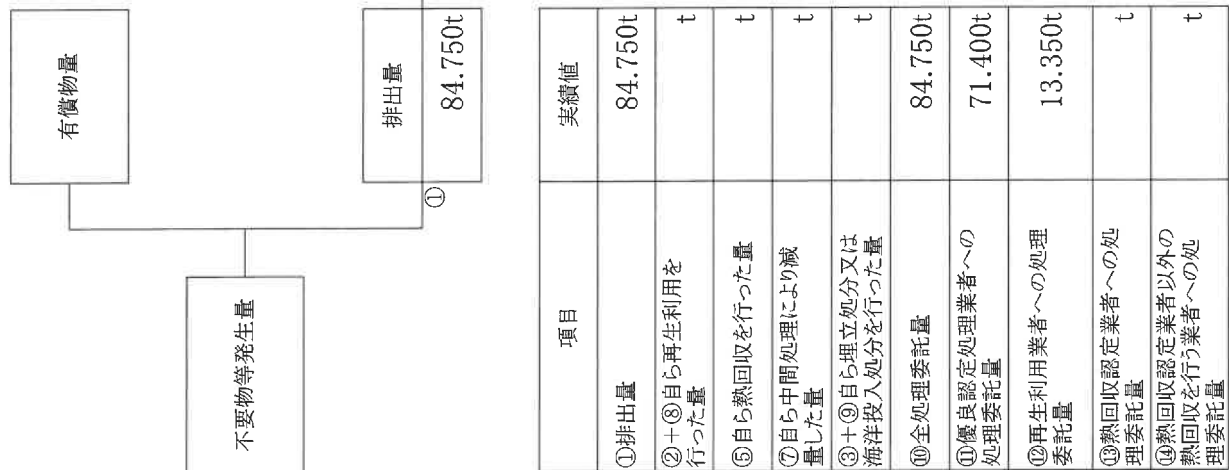 有償物量
不要物等発生量
排出量
①
84.750t
項目
実績値
①排出量
84.750t
②+⑧自ら再生利用を
行った量
t
⑤自ら熱回収を行った量
t
⑦自ら中間処理により減
量した量
t
③+⑨自ら埋立処分又は
海洋投入処分を行った量
t
⑩全処理委託量
84.750t
⑪優良認定処理業者への
処理委託量
71.400t
⑫再生利用業者への処理
委託量
13.350t
⑬熱回収認定業者への処
理委託量
t
⑭熱回収認定業者以外の
熱回収を行う業者への処
理委託量
t